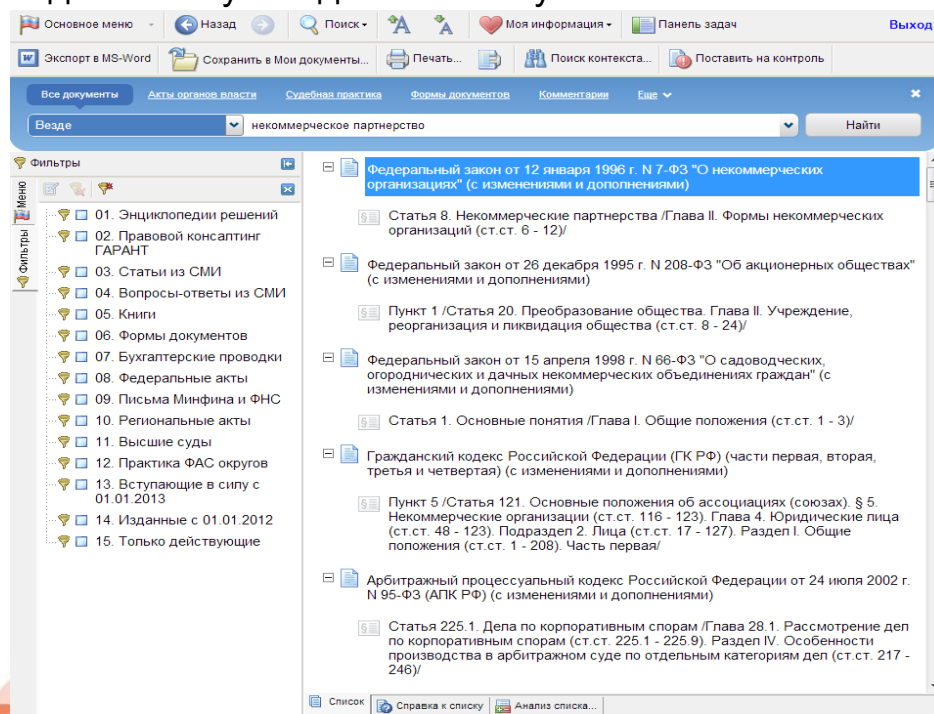 Основное меню Назад Поиск Моя информация Панель задач Выход
Экспорт в MS-Word Сохранить в Мои документы... Печать... Поиск контекста... Поставить на контроль
Все документы Акты органов власти Судебная практика Формы документов Комментарии Еще
Везде некоммерческое партнерство Найти
Фильтры
Меню
Фильтры
01. Энциклопедии решений
02. Правовой консалтинг
ГАРАНТ
03. Статьи из СМИ
04. Вопросы-ответы из СМИ
05. Книги
06. Формы документов
07. Бухгалтерские проводки
08. Федеральные акты
09. Письма Минфина и ФНС
10. Региональные акты
11. Высшие суды
12. Практика ФАС округов
13. Вступающие в силу с
01.01.2013
14. Изданные с 01.01.2012
15. Только действующие
Федеральный закон от 12 января 1996 г. N 7-ФЗ "О некоммерческих
организациях" (с изменениями и дополнениями)
Статья 8. Некоммерческие партнерства /Глава II. Формы некоммерческих
организаций (ст.ст. 6 - 12)/
Федеральный закон от 26 декабря 1995 г. N 208-ФЗ "Об акционерных обществах"
(с изменениями и дополнениями)
Пункт 1 /Статья 20. Преобразование общества. Глава II. Учреждение,
реорганизация и ликвидация общества (ст.ст. 8 - 24)/
Федеральный закон от 15 апреля 1998 г. N 66-ФЗ "О садоводческих,
огороднических и дачных некоммерческих объединениях граждан" (с
изменениями и дополнениями)
Статья 1. Основные понятия /Глава I. Общие положения (ст.ст. 1 - 3)/
Гражданский кодекс Российской Федерации (ГК РФ) (части первая, вторая,
третья и четвертая) (с изменениями и дополнениями)
Пункт 5 /Статья 121. Основные положения об ассоциациях (союзах). § 5.
Некоммерческие организации (ст.ст. 116 - 123). Глава 4. Юридические лица
(ст.ст. 48 - 123). Подраздел 2. Лица (ст.ст. 17 - 127). Раздел I. Общие
положения (ст.ст. 1 - 208). Часть первая/
Арбитражный процессуальный кодекс Российской Федерации от 24 июля 2002 г.
N 95-ФЗ (АПК РФ) (с изменениями и дополнениями)
Статья 225.1. Дела по корпоративным спорам /Глава 28.1. Рассмотрение дел
по корпоративным спорам (ст.ст. 225.1 - 225.9). Раздел IV. Особенности
производства в арбитражном суде по отдельным категориям дел (ст.ст. 217 -
246)/
Список Справка к списку Анализ списка...